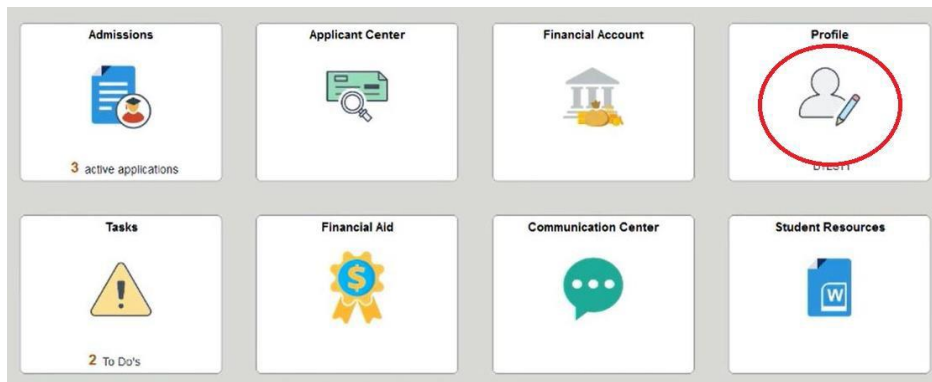 Admissions
Applicant Center
Financial Account
Profile
3 active applications
Tasks
Financial Aid
Communication Center
Student Resources
W
2 To Do's